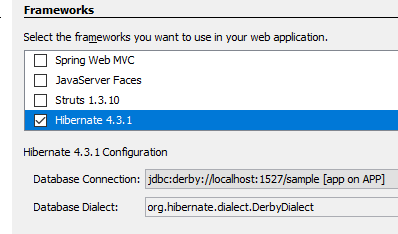 Frameworks
Select the frameworks you want to use in your web application.
Spring Web MVC
JavaServer Faces
Struts 1.3.10
Hibernate 4.3.1
Hibernate 4.3.1 Configuration
Database Connection: jdbc:derby://localhost:1527/sample [app on APP]
Database Dialect: org.hibernate.dialect.DerbyDialect